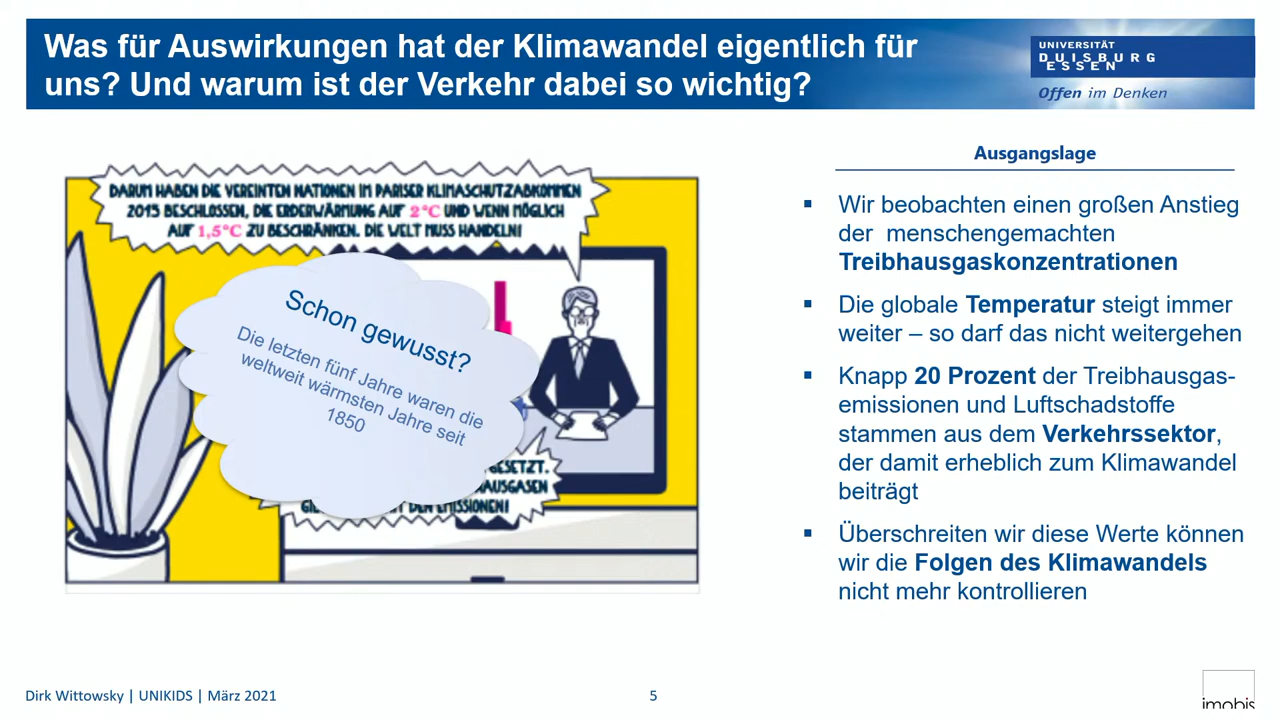 Was für Auswirkungen hat der Klimawandel eigentlich für
uns? Und warum ist der Verkehr dabei so wichtig?
UNIVERSITÄT
DUISBURG
ESSEN
Offen im Denken
DARUM HABEN DIE VEREINTEN NATIONEN IM PARISER KLIMASCHUTZABKOMMEN
2015 BESCHLOSSEN, DIE ERDERWÄRMUNG AUF 2°C UND WENN MÖGLICH
AUF 1,5°C ZU BESCHRÄNKEN. DIE WELT MUSS HANDELN!
Schon gewusst?
Die letzten fünf Jahre waren die
weltweit wärmsten Jahre seit
1850
GESETZT.
DEN EMISSIONEN!
Ausgangslage
▪ Wir beobachten einen großen Anstieg
der menschengemachten
Treibhausgaskonzentrationen
▪ Die globale Temperatur steigt immer
weiter – so darf das nicht weitergehen
▪ Knapp 20 Prozent der Treibhausgas-
emissionen und Luftschadstoffe
stammen aus dem Verkehrssektor,
der damit erheblich zum Klimawandel
beiträgt
▪ Überschreiten wir diese Werte können
wir die Folgen des Klimawandels
nicht mehr kontrollieren
Dirk Wittowsky | UNIKIDS | März 2021
5
imobis